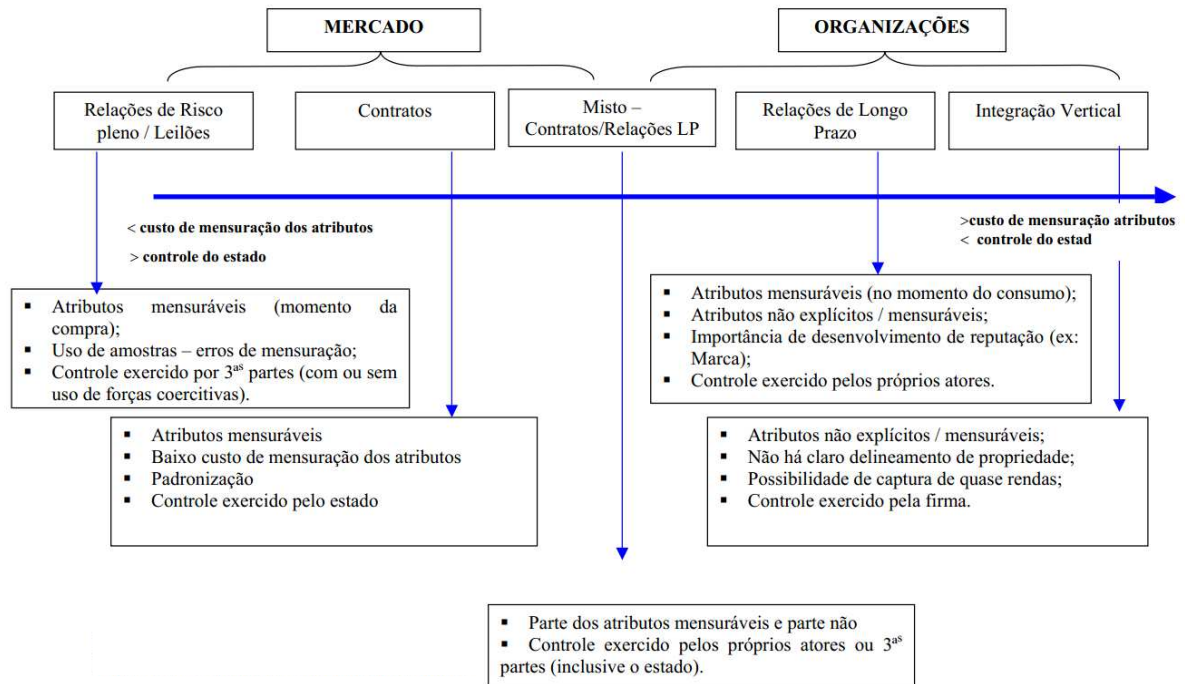 MERCADO
ORGANIZAÇÕES
Relações de Risco
pleno / Leilões
Contratos
Misto –
Contratos/Relações LP
Relações de Longo
Prazo
Integração Vertical
< custo de mensuração dos atributos
> controle do estado
>custo de mensuração atributos
< controle do estad
▪ Atributos mensuráveis (momento da
compra);
▪ Uso de amostras – erros de mensuração;
▪ Controle exercido por 3as partes (com ou sem
uso de forças coercitivas).
▪ Atributos mensuráveis (no momento do consumo);
▪ Atributos não explícitos / mensuráveis;
▪ Importância de desenvolvimento de reputação (ex:
Marca);
▪ Controle exercido pelos próprios atores.
▪ Atributos mensuráveis
▪ Baixo custo de mensuração dos atributos
▪ Padronização
▪ Controle exercido pelo estado
▪ Atributos não explícitos / mensuráveis;
▪ Não há claro delineamento de propriedade;
▪ Possibilidade de captura de quase rendas;
▪ Controle exercido pela firma.
▪ Parte dos atributos mensuráveis e parte não
▪ Controle exercido pelos próprios atores ou 3as
partes (inclusive o estado).